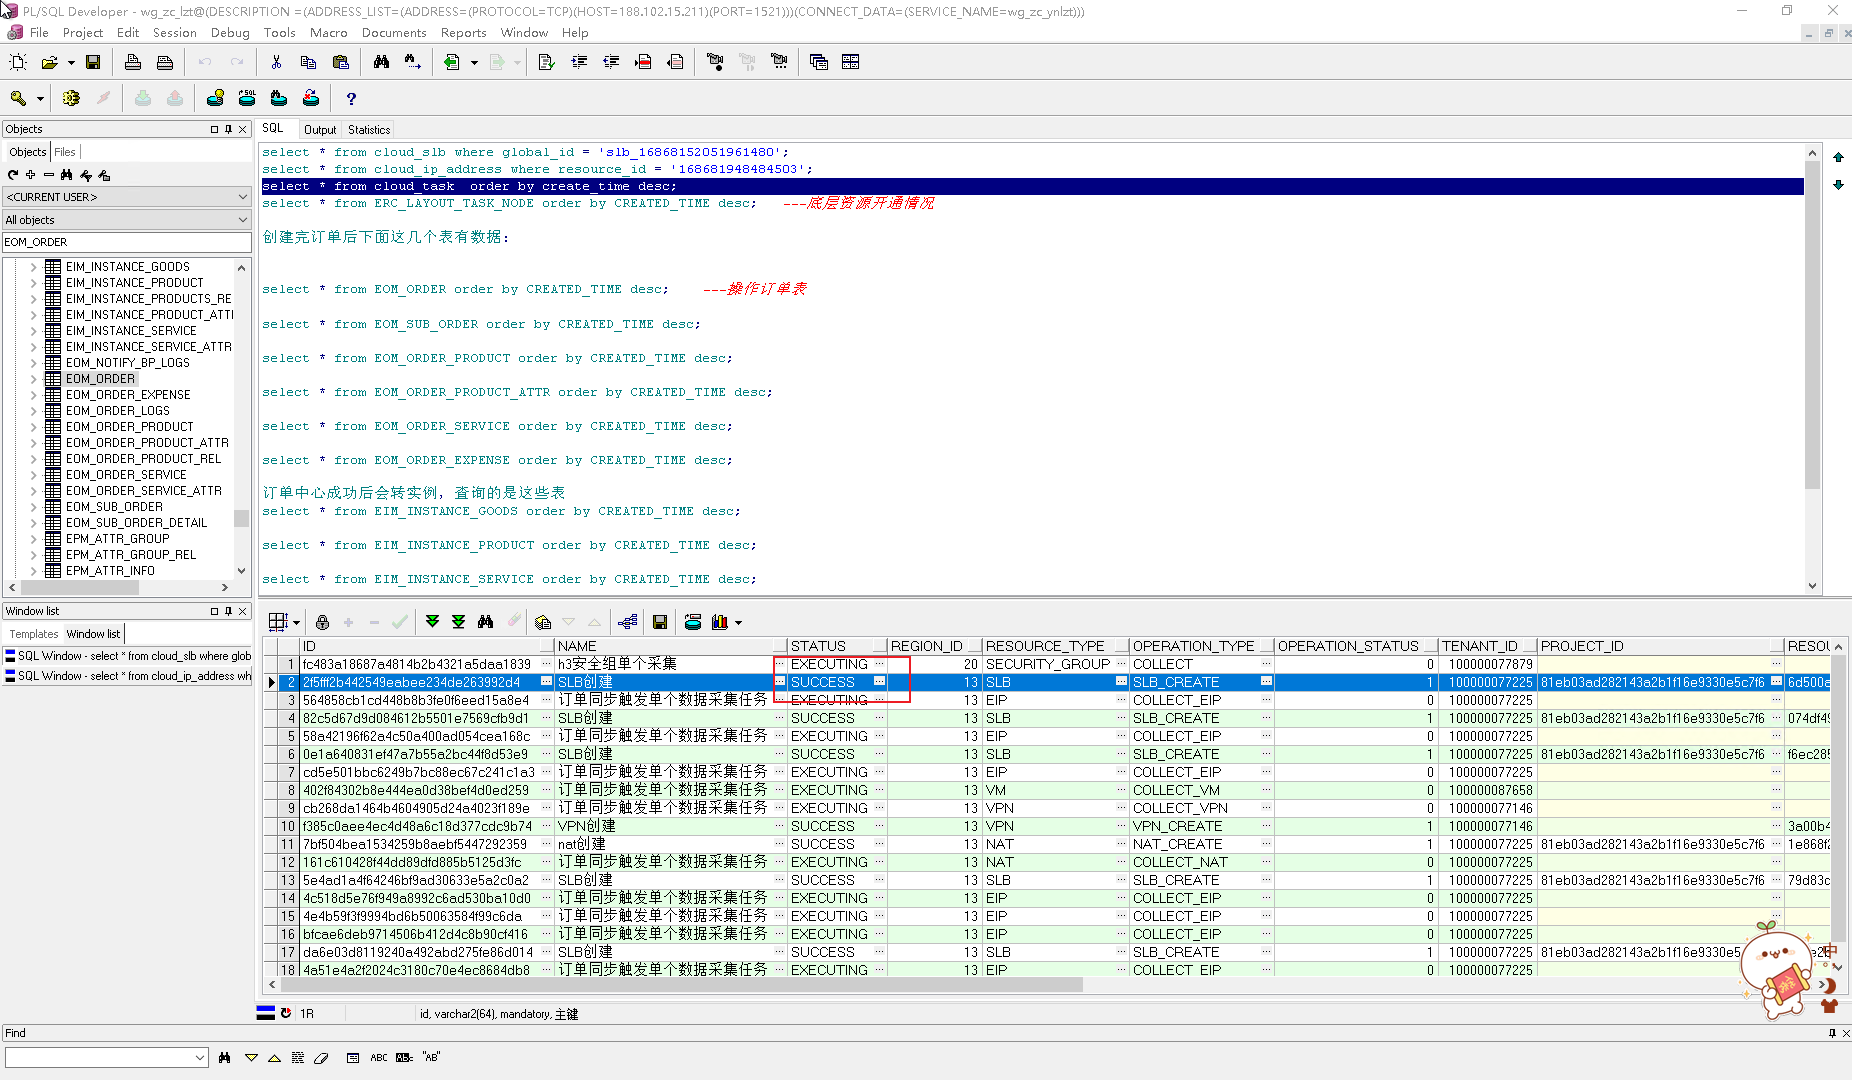 PL/SQL Developer - wg_zc_lzt@(DESCRIPTION =(ADDRESS_LIST=(ADDRESS=(PROTOCOL=TCP)(HOST=188.102.15.211)(PORT=1521)))(CONNECT_DATA=(SERVICE_NAME=wg_zc_ynlzt)))
File Project Edit Session Debug Tools Macro Documents Reports Window Help
Objects
Objects Files
<CURRENT USER>
All objects
EOM_ORDER
EIM_INSTANCE_GOODS
EIM_INSTANCE_PRODUCT
EIM_INSTANCE_PRODUCTS_RE
EIM_INSTANCE_PRODUCT_ATTI
EIM_INSTANCE_SERVICE
EIM_INSTANCE_SERVICE_ATTR
EOM_NOTIFY_BP_LOGS
EOM_ORDER
EOM_ORDER_EXPENSE
EOM_ORDER_LOGS
EOM_ORDER_PRODUCT
EOM_ORDER_PRODUCT_ATTR
EOM_ORDER_PRODUCT_REL
EOM_ORDER_SERVICE
EOM_ORDER_SERVICE_ATTR
EOM_SUB_ORDER
EOM_SUB_ORDER_DETAIL
EPM_ATTR_GROUP
EPM_ATTR_GROUP_REL
EPM_ATTR_INFO
Window list
Templates Window list
SQL Window - select * from cloud_slb where glob
SQL Window - select * from cloud_ip_address wh
SQL Output Statistics
select * from cloud_slb where global_id = 'slb_16868152051961480';
select * from cloud_ip_address where resource_id = '168681948484503';
select * from cloud_task  order by create_time desc;
select * from ERC_LAYOUT_TASK_NODE order by CREATED_TIME desc;   ---底层资源开通情况
创建完订单后下面这几个表有数据：
select * from EOM_ORDER order by CREATED_TIME desc;    ---操作订单表
select * from EOM_SUB_ORDER order by CREATED_TIME desc;
select * from EOM_ORDER_PRODUCT order by CREATED_TIME desc;
select * from EOM_ORDER_PRODUCT_ATTR order by CREATED_TIME desc;
select * from EOM_ORDER_SERVICE order by CREATED_TIME desc;
select * from EOM_ORDER_EXPENSE order by CREATED_TIME desc;
订单中心成功后会转实例，查询的是这些表
select * from EIM_INSTANCE_GOODS order by CREATED_TIME desc;
select * from EIM_INSTANCE_PRODUCT order by CREATED_TIME desc;
select * from EIM_INSTANCE_SERVICE order by CREATED_TIME desc;
ID NAME STATUS REGION_ID RESOURCE_TYPE OPERATION_TYPE OPERATION_STATUS TENANT_ID PROJECT_ID RESOU
1 fc483a18687a4814b2b4321a5daa1839 h3安全组单个采集 EXECUTING 20 SECURITY_GROUP COLLECT 0 100000077879
2 2f5fff2b442549eabee234de263992d4 SLB创建 SUCCESS 13 SLB SLB_CREATE 1 100000077225 81eb03ad282143a2b1f16e9330e5c7f6 6d500a
3 564858cb1cd448b8b3fe0f6eed15a8e4 订单同步触发单个数据采集任务 EXECUTING 13 EIP COLLECT_EIP 0 100000077225
4 82c5d67d9d084612b5501e7569cfb9d1 SLB创建 SUCCESS 13 SLB SLB_CREATE 1 100000077225 81eb03ad282143a2b1f16e9330e5c7f6 074df49
5 58a42196f62a4c50a400ad054cea168c 订单同步触发单个数据采集任务 EXECUTING 13 EIP COLLECT_EIP 0 100000077225
6 0e1a640831ef47a7b55a2bc44f8d53e9 SLB创建 SUCCESS 13 SLB SLB_CREATE 1 100000077225 81eb03ad282143a2b1f16e9330e5c7f6 f6ec285
7 cd5e501bbc6249b7bc88ec67c241c1a3 订单同步触发单个数据采集任务 EXECUTING 13 EIP COLLECT_EIP 0 100000077225
8 402f84302b8e444ea0d38bef4d0ed259 订单同步触发单个数据采集任务 EXECUTING 13 VM COLLECT_VM 0 100000087658
9 cb268da1464b4604905d24a4023f189e 订单同步触发单个数据采集任务 EXECUTING 13 VPN COLLECT_VPN 0 100000077146
10 f385c0aee4ec4d48a6c18d377cdc9b74 VPN创建 SUCCESS 13 VPN VPN_CREATE 1 100000077146 3a00b4
11 7bf504bea1534259b8aebf5447292359 nat创建 SUCCESS 13 NAT NAT_CREATE 1 100000077225 81eb03ad282143a2b1f16e9330e5c7f6 1e868f2
12 161c610428f44dd89dfd885b5125d3fc 订单同步触发单个数据采集任务 EXECUTING 13 NAT COLLECT_NAT 0 100000077225
13 5e4ad1a4f64246bf9ad30633e5a2c0a2 SLB创建 SUCCESS 13 SLB SLB_CREATE 1 100000077225 81eb03ad282143a2b1f16e9330e5c7f6 79d83c
14 4c518d5e76f949a8992c6ad530ba10d0 订单同步触发单个数据采集任务 EXECUTING 13 EIP COLLECT_EIP 0 100000077225
15 4e4b59f3f9994bd6b50063584f99c6da 订单同步触发单个数据采集任务 EXECUTING 13 EIP COLLECT_EIP 0 100000077225
16 bfcae6deb9714506b412d4c8b90cf416 订单同步触发单个数据采集任务 EXECUTING 13 EIP COLLECT_EIP 0 100000077225
17 da6e03d8119240a492abd275fe86d014 SLB创建 SUCCESS 13 SLB SLB_CREATE 1 100000077225 81eb03ad282143a2b1f16e9330e5
18 4a51e4a2f2024c3180c70e4ec8684db8 订单同步触发单个数据采集任务 EXECUTING 13 EIP COLLECT_EIP 0 100000077225
中
1R id, varchar2(64), mandatory, 主键
Find
ABC "AB"